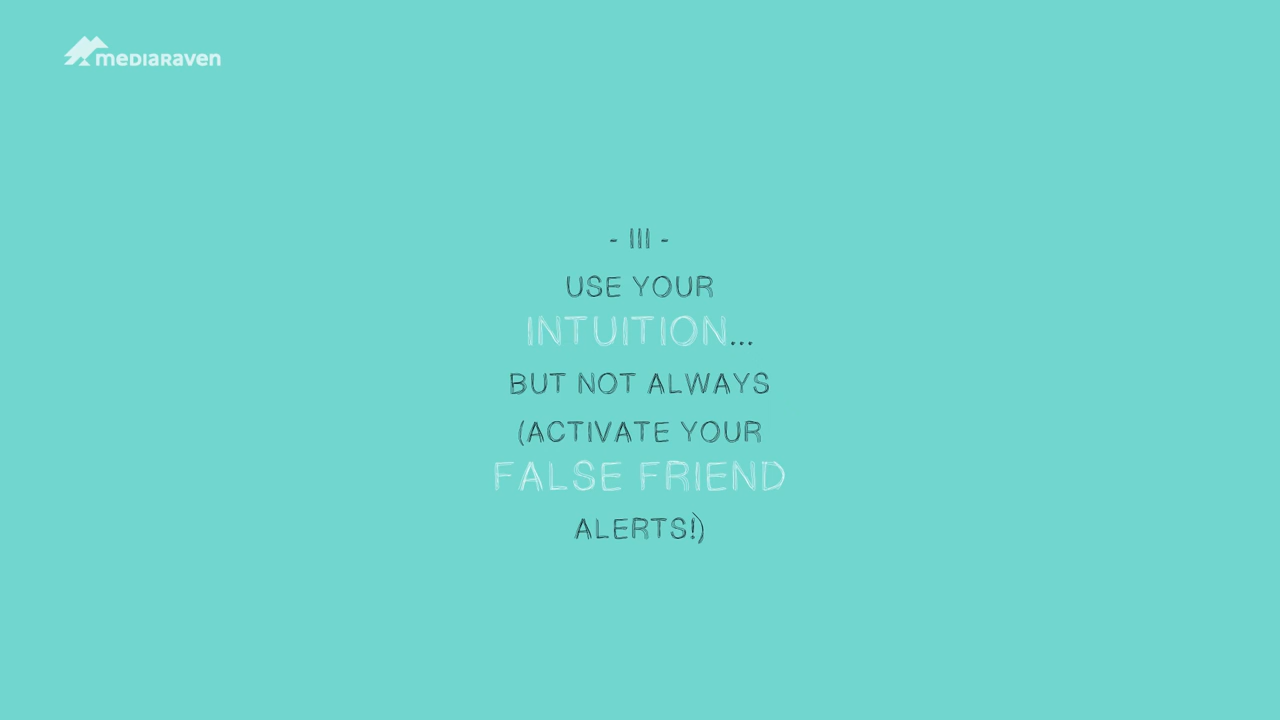 mediaraven
- III -
USE YOUR
INTUITION...
BUT NOT ALWAYS
(ACTIVATE YOUR
FALSE FRIEND
ALERTS!)